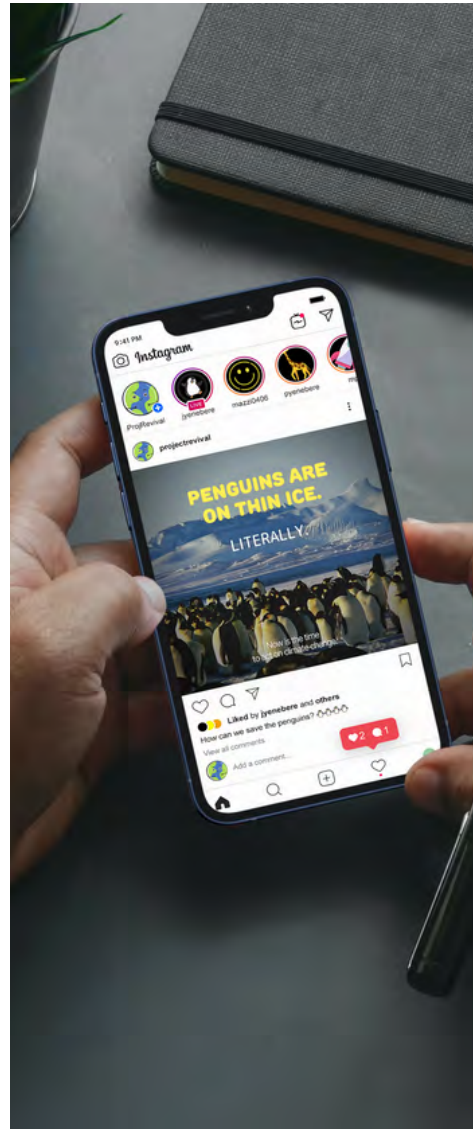 9:41 PM
Instagram
ProjRevival
LIVE
jyenebere
mazzi0406
pyenebere
projectrevival
PENGUINS ARE
ON THIN ICE.
LITERALLY.
Now is the time
to act on climate change.
Liked by jyenebere and others
How can we save the penguins?
View all comments
2 1
Add a comment...